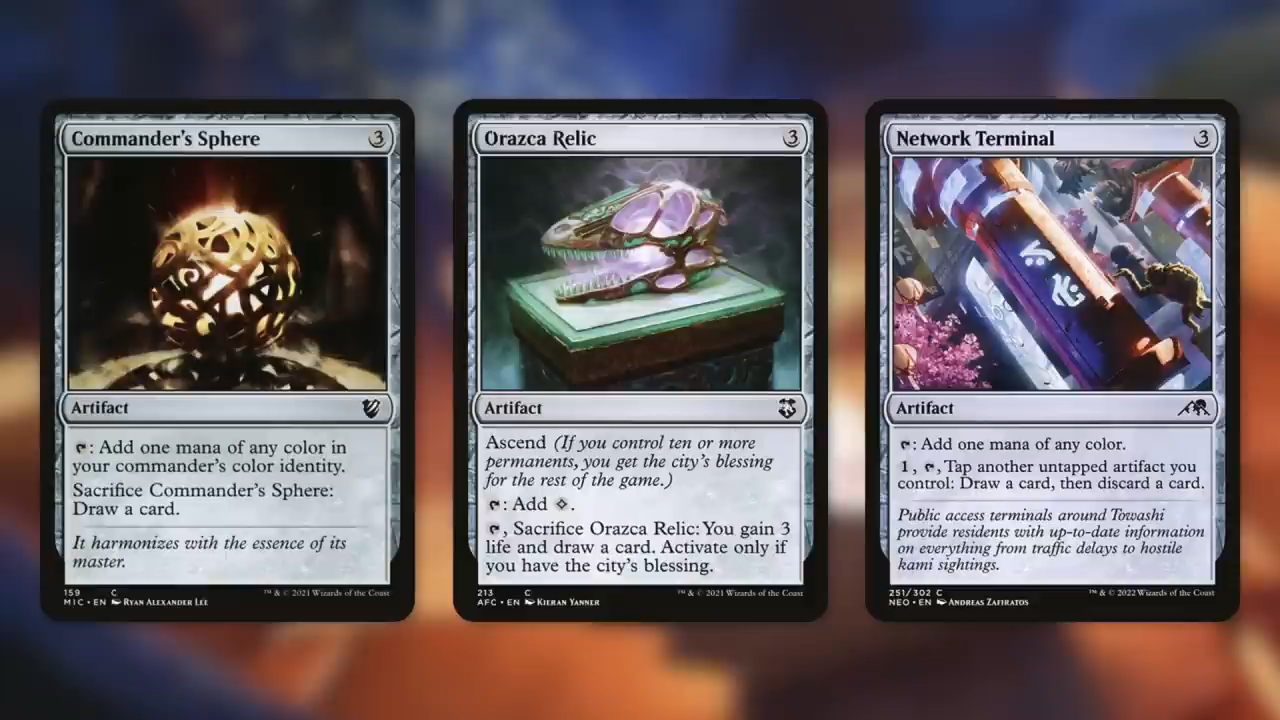 Commander's Sphere 3
Artifact
: Add one mana of any color in
your commander's color identity.
Sacrifice Commander's Sphere:
Draw a card.
It harmonizes with the essence of its
master.
159 C
MIC • EN RYAN ALEXANDER LEE
™ & © 2021 Wizards of the Coast
Orazca Relic 3
Artifact
Ascend (If you control ten or more
permanents, you get the city's blessing
for the rest of the game.)
: Add .
, Sacrifice Orazca Relic: You gain 3
life and draw a card. Activate only if
you have the city's blessing.
213 C
AFC • EN KIERAN YANNER
™ & © 2021 Wizards of the Coast
Network Terminal 3
Artifact
: Add one mana of any color.
1, , Tap another untapped artifact you
control: Draw a card, then discard a card.
Public access terminals around Towashi
provide residents with up-to-date information
on everything from traffic delays to hostile
kami sightings.
251/302 C
NEO • EN ANDREAS ZAFIRATOS
™ & © 2022 Wizards of the Coast